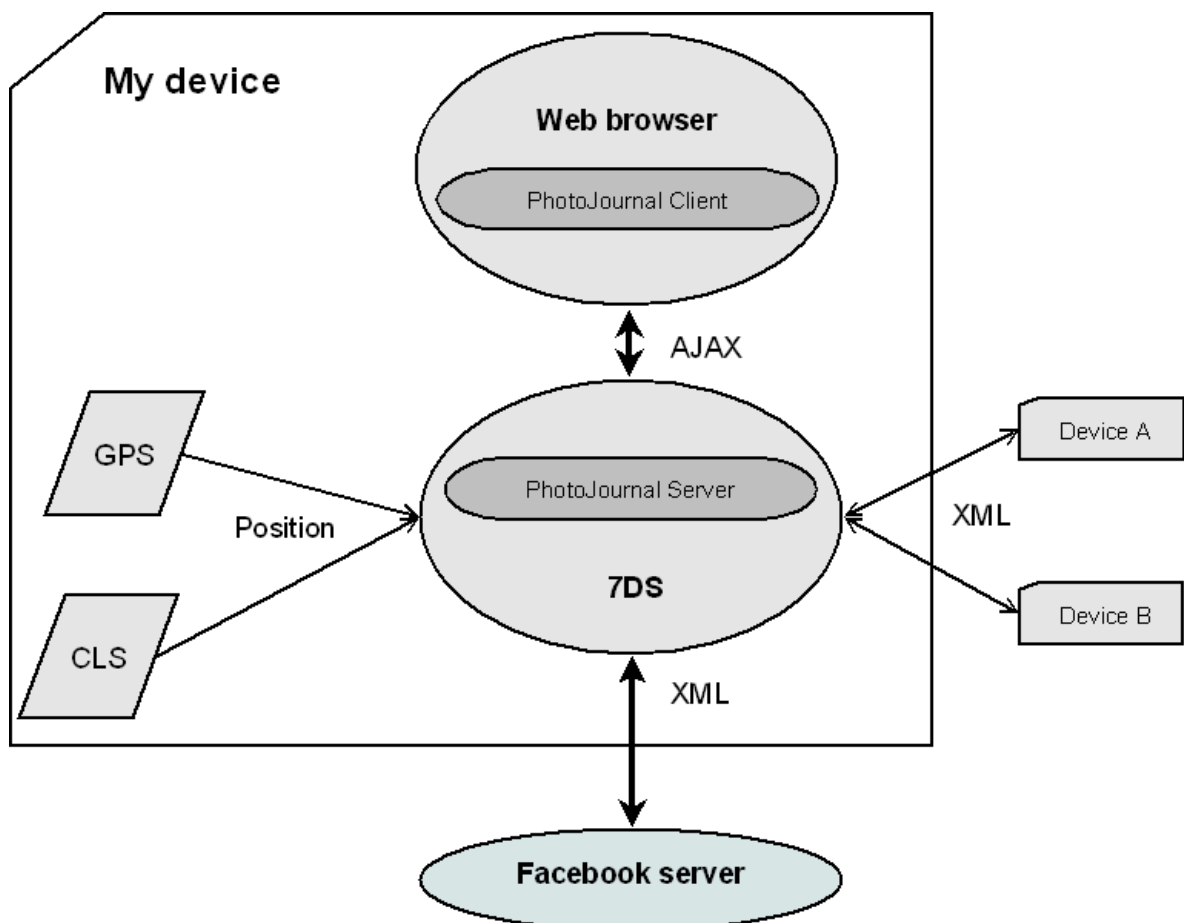 My device
Web browser
PhotoJournal Client
AJAX
GPS
Position
CLS
PhotoJournal Server
7DS
Device A
XML
Device B
XML
Facebook server